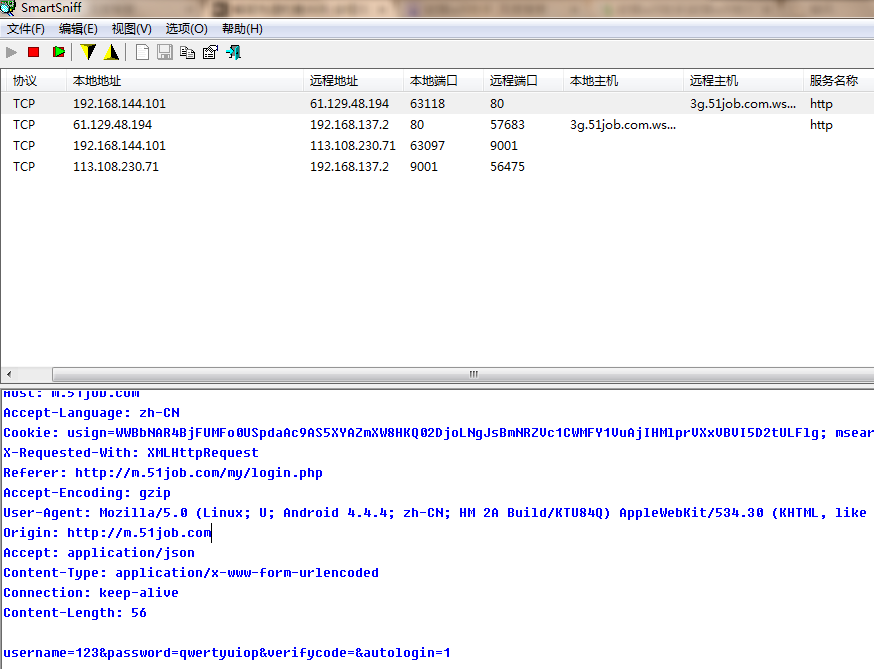 SmartSniff
文件(F) 编辑(E) 视图(V) 选项(O) 帮助(H)
协议 本地地址 远程地址 本地端口 远程端口 本地主机 远程主机 服务名称
TCP 192.168.144.101 61.129.48.194 63118 80 3g.51job.com.ws... http
TCP 61.129.48.194 192.168.137.2 80 57683 3g.51job.com.ws... http
TCP 192.168.144.101 113.108.230.71 63097 9001
TCP 113.108.230.71 192.168.137.2 9001 56475
Host: m.51job.com
Accept-Language: zh-CN
Cookie: usign=WWBbNAR4BjFUMFo0USpdaAc9AS5XYAZmXW8HKQ02DjoLNgJsBmNRZVc1CWMFY1VuAjIHMlprVXxVBVI5D2tULFlg; msear
X-Requested-With: XMLHttpRequest
Referer: http://m.51job.com/my/login.php
Accept-Encoding: gzip
User-Agent: Mozilla/5.0 (Linux; U; Android 4.4.4; zh-CN; HM 2A Build/KTU84Q) AppleWebKit/534.30 (KHTML, like
Origin: http://m.51job.com
Accept: application/json
Content-Type: application/x-www-form-urlencoded
Connection: keep-alive
Content-Length: 56
username=123&password=qwertyuiop&verifycode=&autologin=1